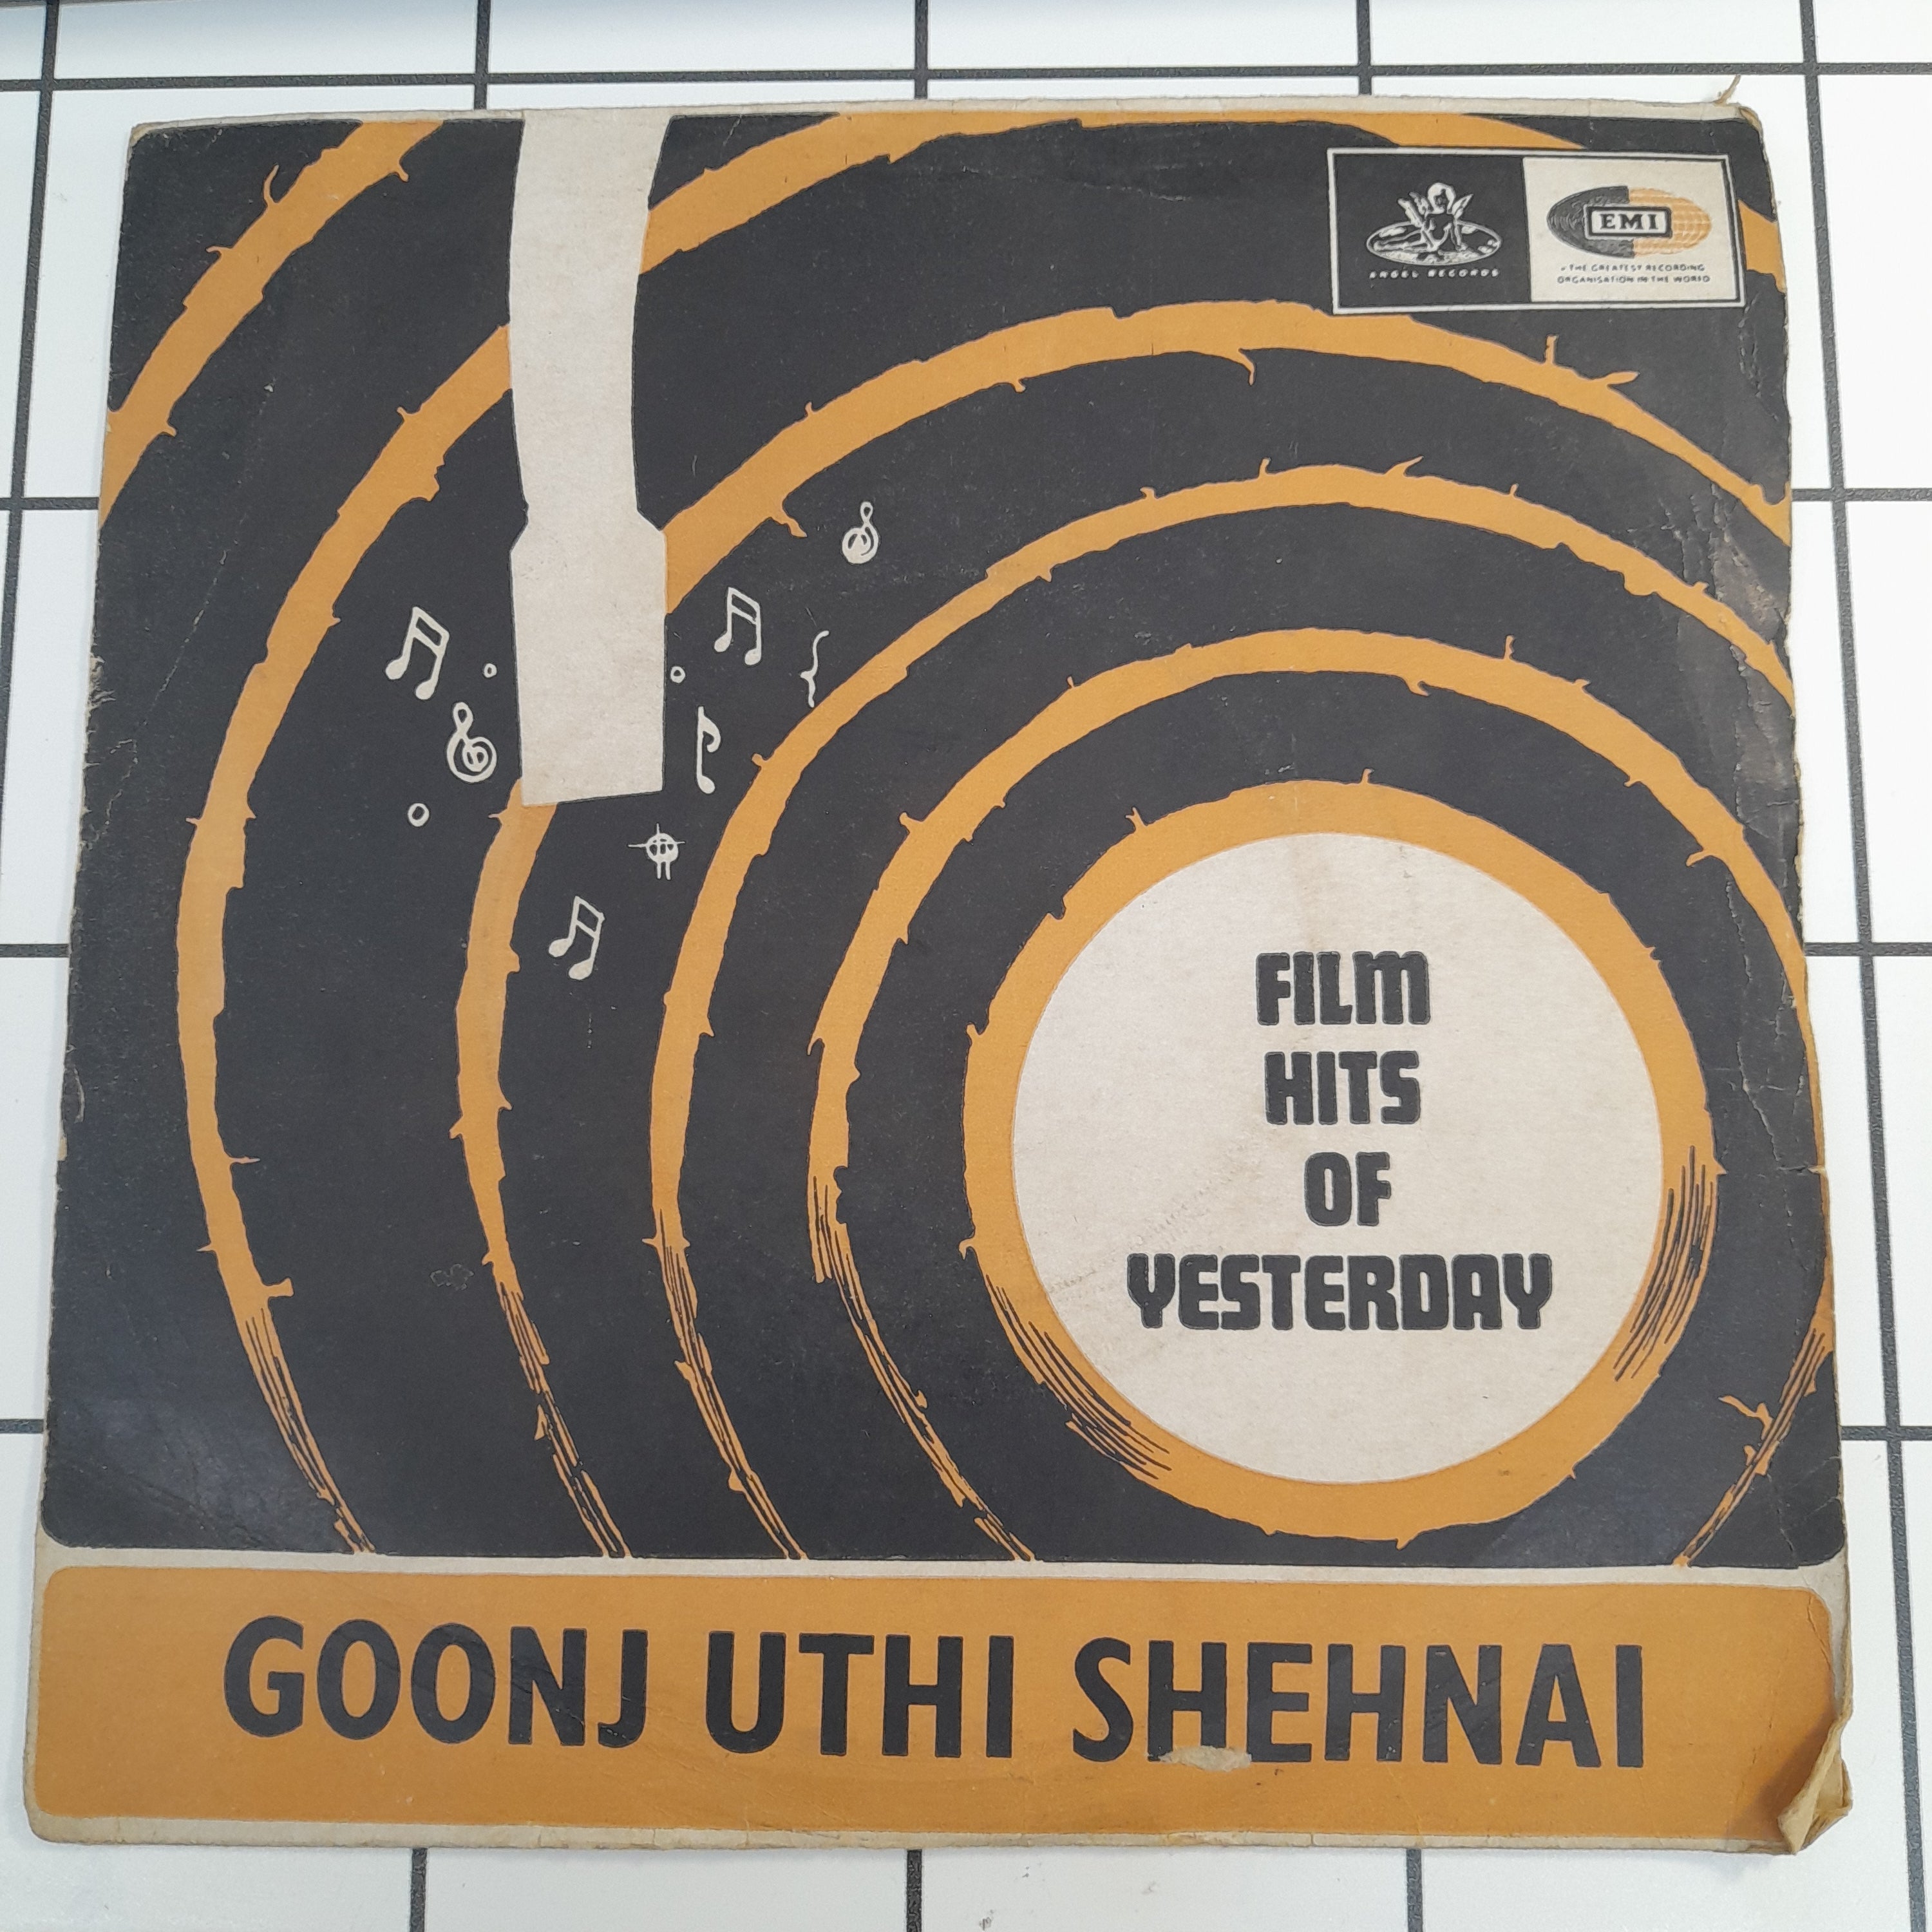 ANGEL RECORDS
EMI
"THE GREATEST RECORDING
ORGANISATION IN THE WORLD
FILM
HITS
OF
YESTERDAY
GOONJ UTHI SHEHNAI